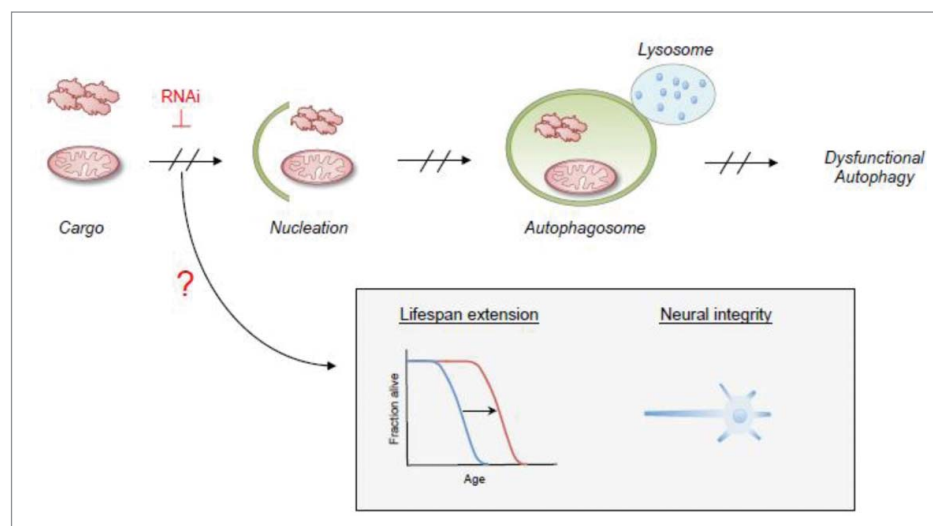 Lysosome
RNAi
Dysfunctional
Autophagy
Cargo
Nucleation
Autophagosome
?
Lifespan extension
Neural integrity
Fraction alive
Age